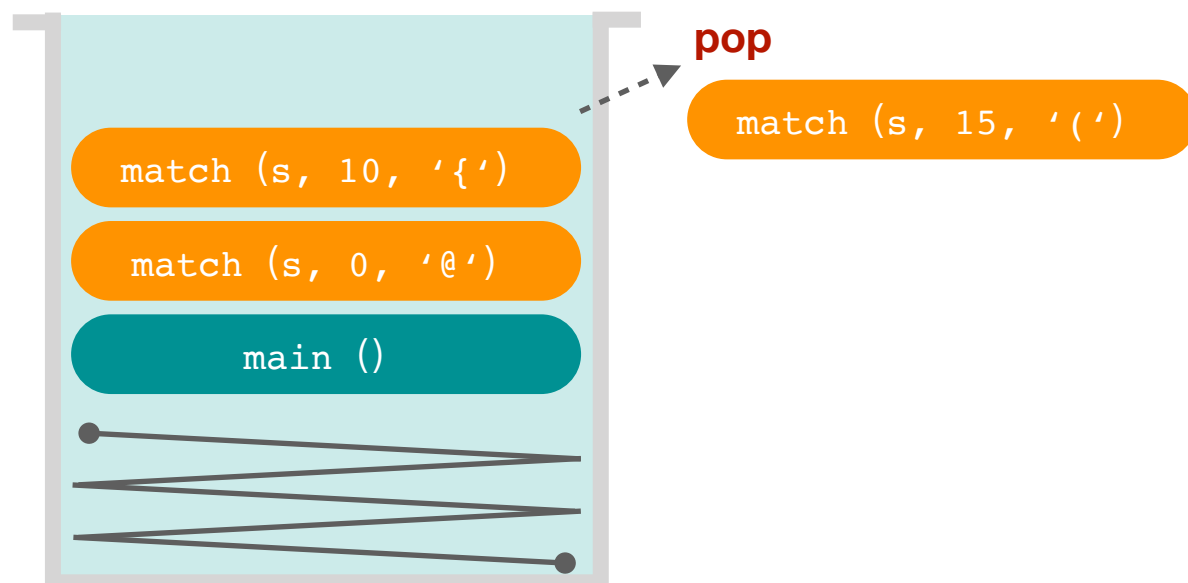 pop
match (s, 15, ‘(‘)
match (s, 10, ‘{‘)
match (s, 0, ‘@‘)
main ()